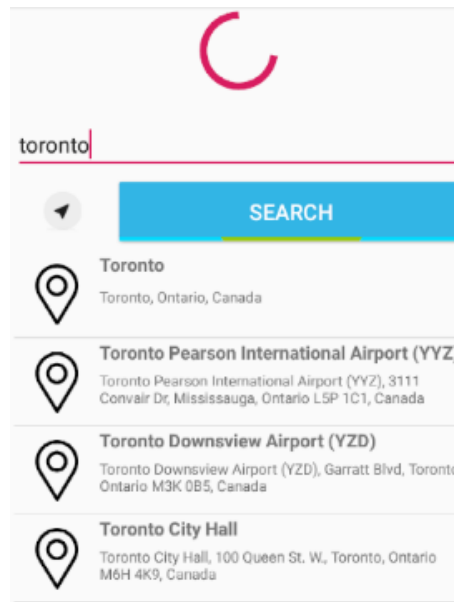 toronto
SEARCH
Toronto
Toronto, Ontario, Canada
Toronto Pearson International Airport (YYZ)
Toronto Pearson International Airport (YYZ), 3111
Convair Dr, Mississauga, Ontario L5P 1C1, Canada
Toronto Downsview Airport (YZD)
Toronto Downsview Airport (YZD), Garratt Blvd, Toronto
Ontario M3K 0B5, Canada
Toronto City Hall
Toronto City Hall, 100 Queen St. W., Toronto, Ontario
M6H 4K9, Canada